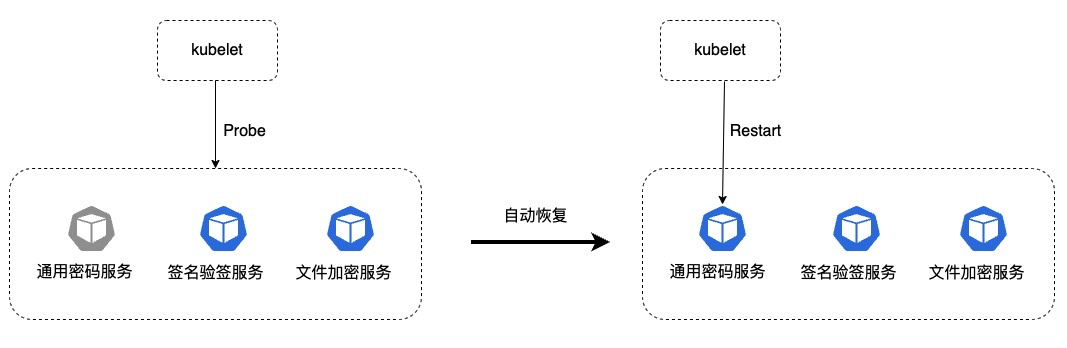 kubelet
Probe
通用密码服务
签名验签服务
文件加密服务
自动恢复
kubelet
Restart
通用密码服务
签名验签服务
文件加密服务